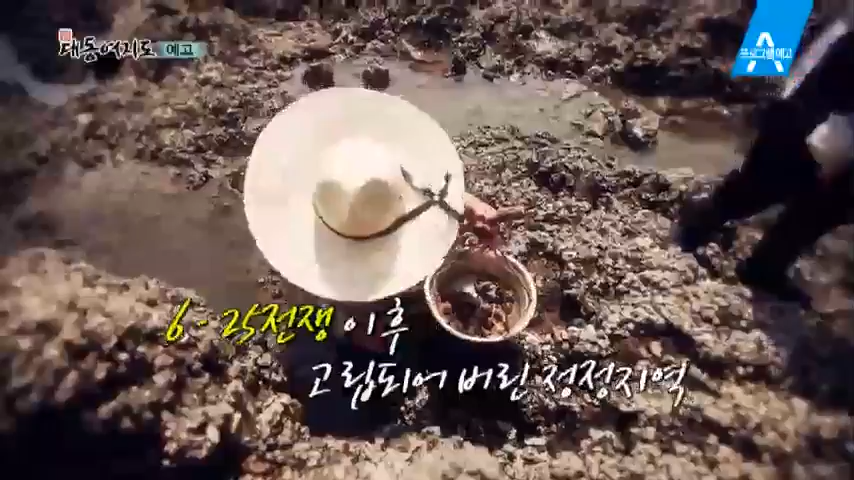 新 대동여지도 예고
A
프로그램 예고
6·25전쟁 이후
고립되어 버린 청정지역